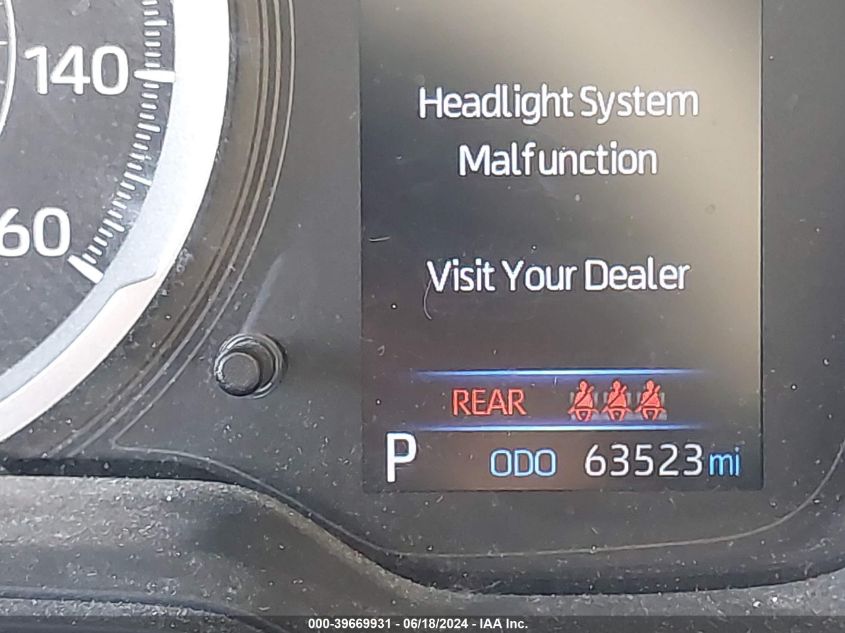 140
60
Headlight System
Malfunction
Visit Your Dealer
REAR
P ODO 63523 mi
000-39669931 - 06/18/2024 - IAA Inc.